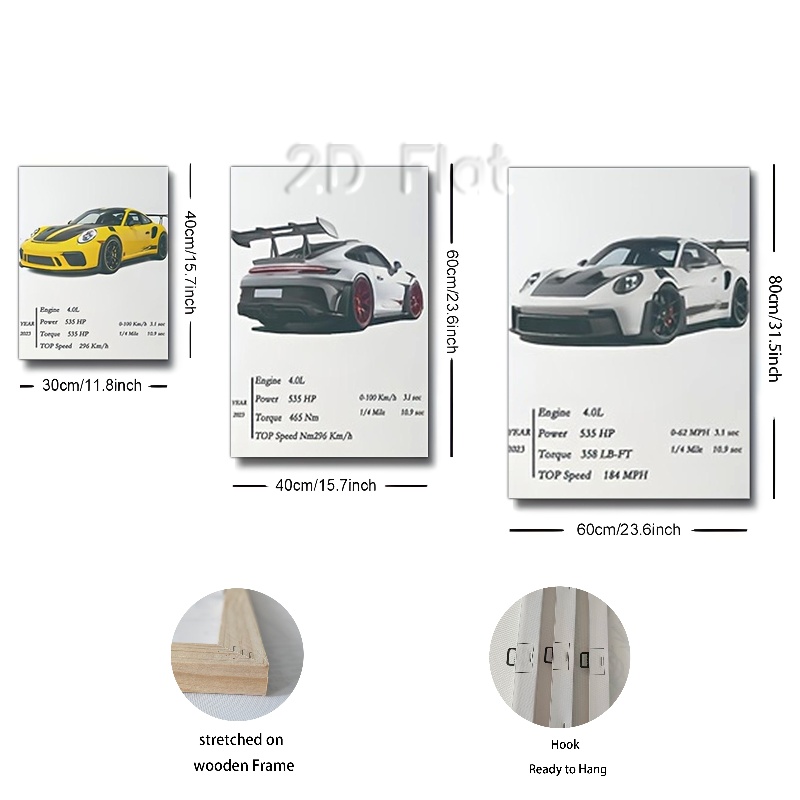 2D Flat
Engine 4.0L
Power 535 HP
YEAR
2023
Torque 535 HP
TOP Speed 296 Km/h
0-100 Km/h 3.1 sec
1/4 Mile 10.9 sec
40cm/15.7inch
30cm/11.8inch
Engine 4.0L
Power 535 HP
YEAR
2023
Torque 465 Nm
TOP Speed Nm296 Km/h
0-100 Km/h 3.1 sec
1/4 Mile 10.9 sec
60cm/23.6inch
40cm/15.7inch
Engine 4.0L
Power 535 HP
YEAR
2023
Torque 358 LB-FT
TOP Speed 184 MPH
0-62 MPH 3.1 sec
1/4 Mile 10.9 sec
80cm/31.5inch
60cm/23.6inch
stretched on
wooden Frame
Hook
Ready to Hang